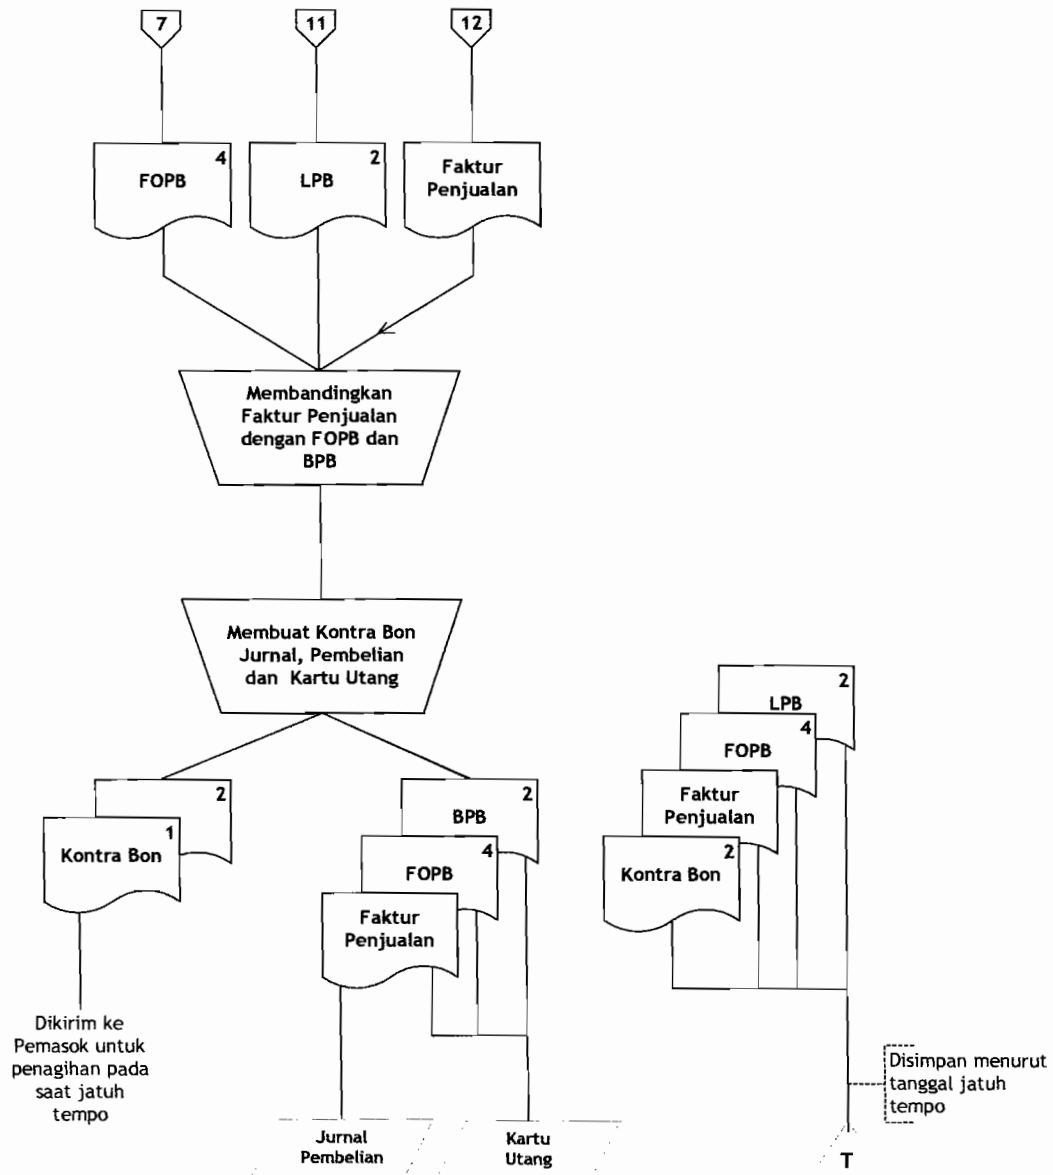 7
11
12
4
FOPB
2
LPB
Faktur
Penjualan
Membandingkan
Faktur Penjualan
dengan FOPB dan
BPB
Membuat Kontra Bon
Jurnal, Pembelian
dan Kartu Utang
2
1
Kontra Bon
Dikirim ke
Pemasok untuk
penagihan pada
saat jatuh
tempo
2
BPB
4
FOPB
Faktur
Penjualan
Jurnal
Pembelian
Kartu
Utang
2
LPB
4
FOPB
Faktur
Penjualan
2
Kontra Bon
Disimpan menurut
tanggal jatuh
tempo
T